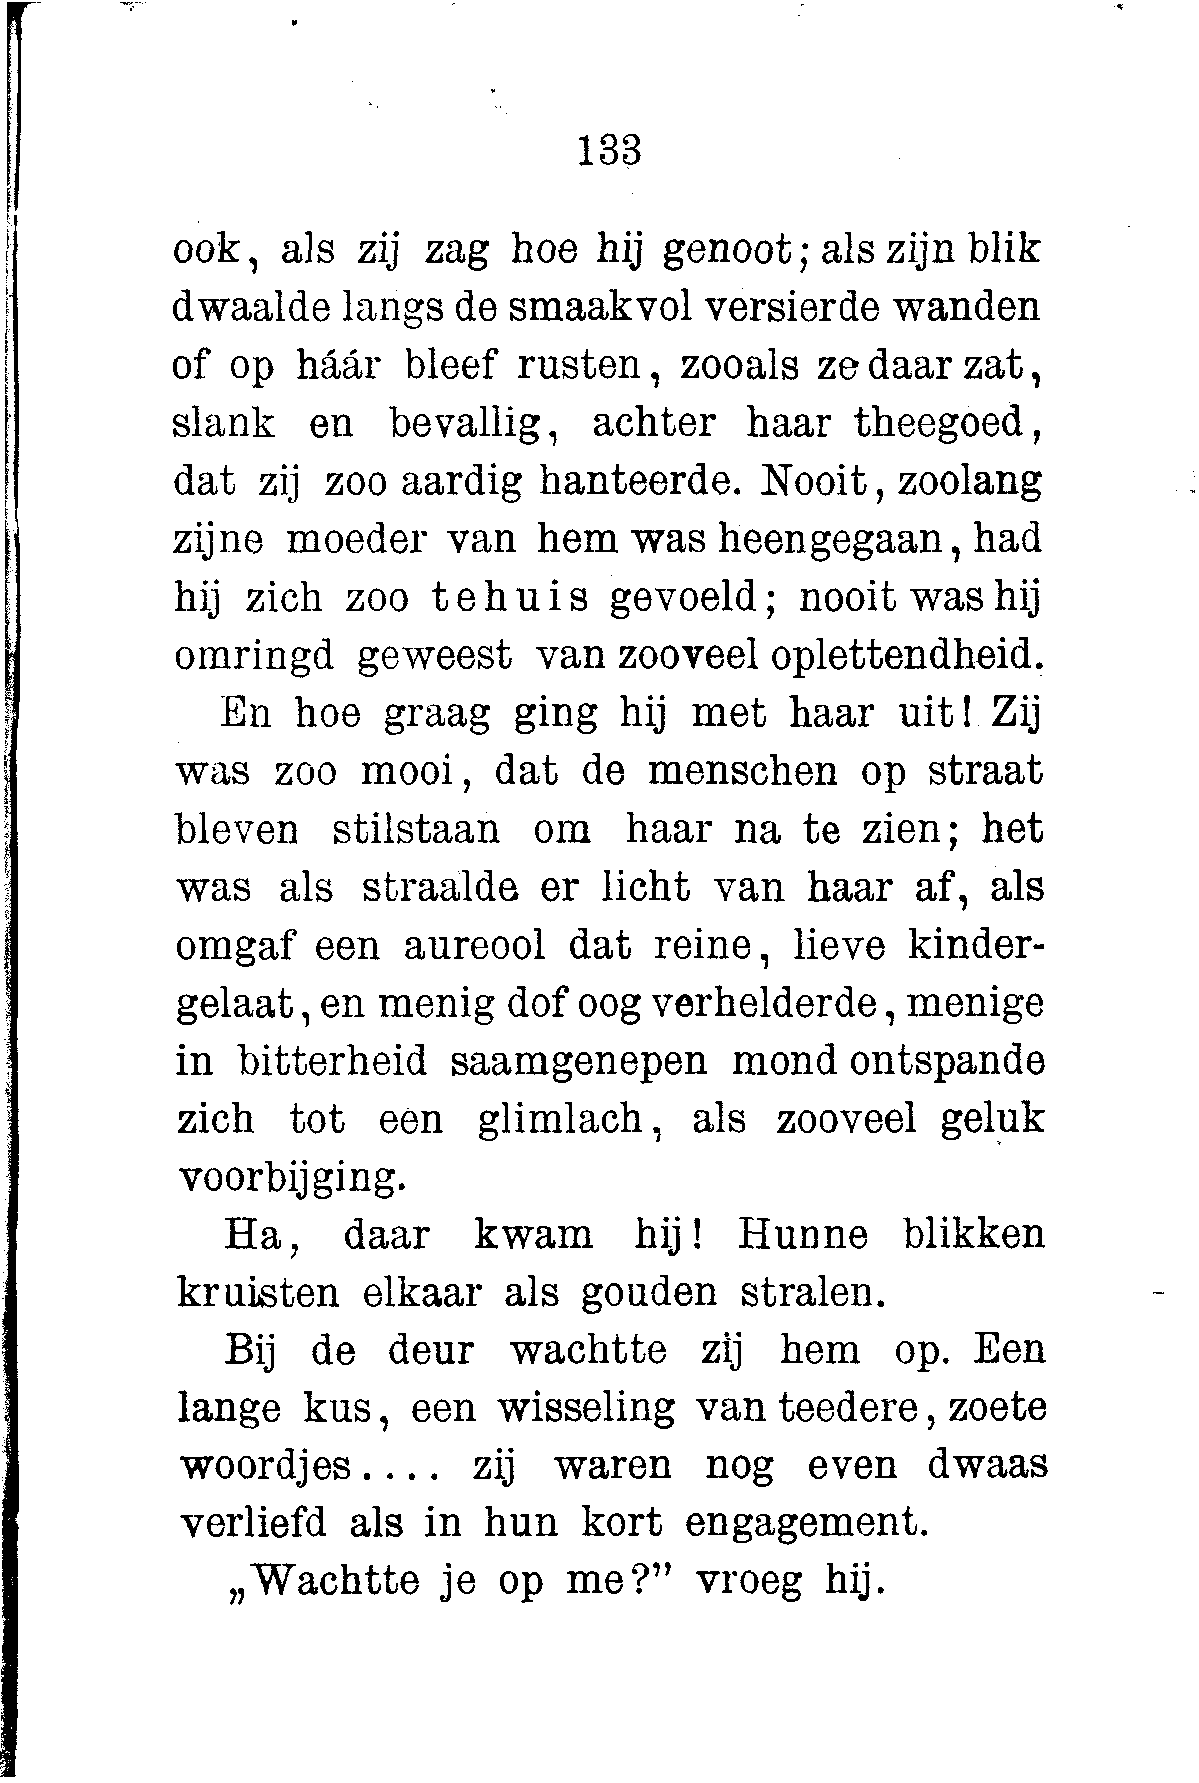 133
ook, als zij zag hoe hij genoot; als zijn blik
dwaalde langs de smaakvol versierde wanden
of op háár bleef rusten, zooals ze daar zat,
slank en bevallig, achter haar theegoed,
dat zij zoo aardig hanteerde. Nooit, zoolang
zijne moeder van hem was heengegaan, had
hij zich zoo tehuis gevoeld; nooit was hij
omringd geweest van zooveel oplettendheid.
En hoe graag ging hij met haar uit! Zij
was zoo mooi, dat de menschen op straat
bleven stilstaan om haar na te zien; het
was als straalde er licht van haar af, als
omgaf een aureool dat reine, lieve kinder-
gelaat, en menig dof oog verhelderde, menige
in bitterheid saamgenepen mond ontspande
zich tot een glimlach, als zooveel geluk
voorbijging.
Ha, daar kwam hij! Hunne blikken
kruisten elkaar als gouden stralen.
Bij de deur wachtte zij hem op. Een
lange kus, een wisseling van teedere, zoete
woordjes.... zij waren nog even dwaas
verliefd als in hun kort engagement.
„Wachtte je op me?” vroeg hij.